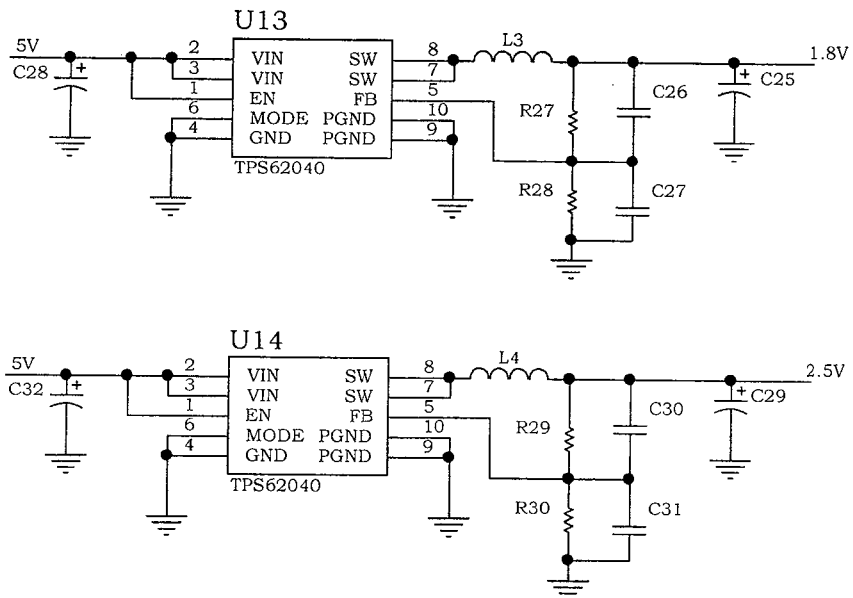 U13
5V
C28
2
3
1
6
4
VIN
VIN
EN
MODE
GND
SW
SW
FB
PGND
PGND
8
7
5
10
9
TPS62040
L3
R27
R28
C26
C27
C25
1.8V
+
+
U14
5V
C32
2
3
1
6
4
VIN
VIN
EN
MODE
GND
SW
SW
FB
PGND
PGND
8
7
5
10
9
TPS62040
L4
R29
R30
C30
C31
C29
2.5V
+
+